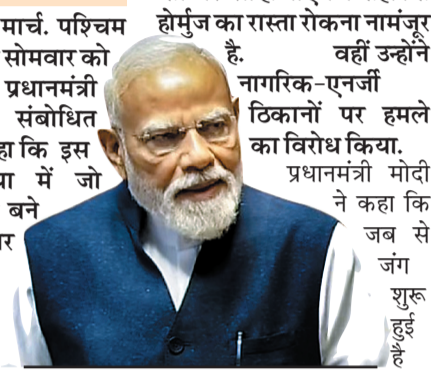 मार्च. पश्चिम
सोमवार को
प्रधानमंत्री
संबोधित
कि इस
में जो
बने
होर्मुज का रास्ता रोकना नामंजूर
है. वहीं उन्होंने
नागरिक-एनर्जी
ठिकानों पर हमले
का विरोध किया.
प्रधानमंत्री मोदी
ने कहा कि
जब से
जंग
शुरू
हुई
है